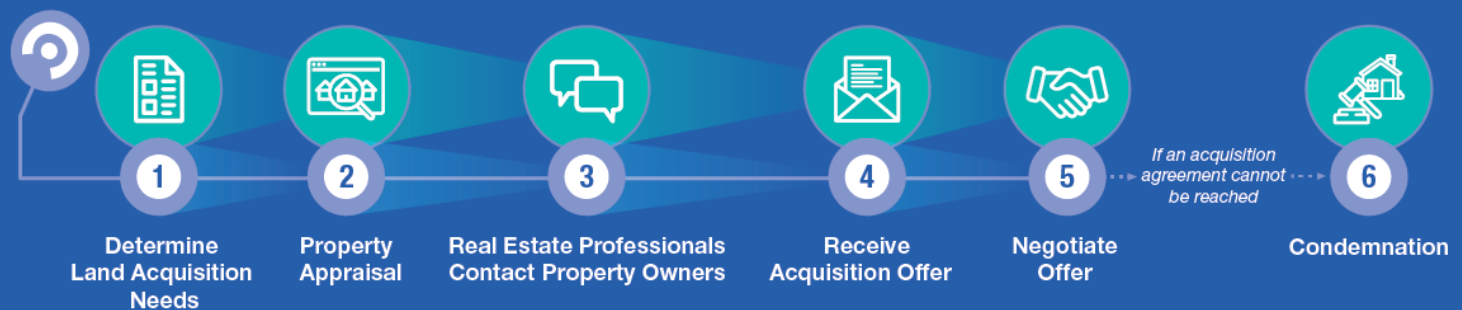 1
2
3
4
5
If an acquisition
agreement cannot
be reached
6
Determine
Land Acquisition
Needs
Property
Appraisal
Real Estate Professionals
Contact Property Owners
Receive
Acquisition Offer
Negotiate
Offer
Condemnation